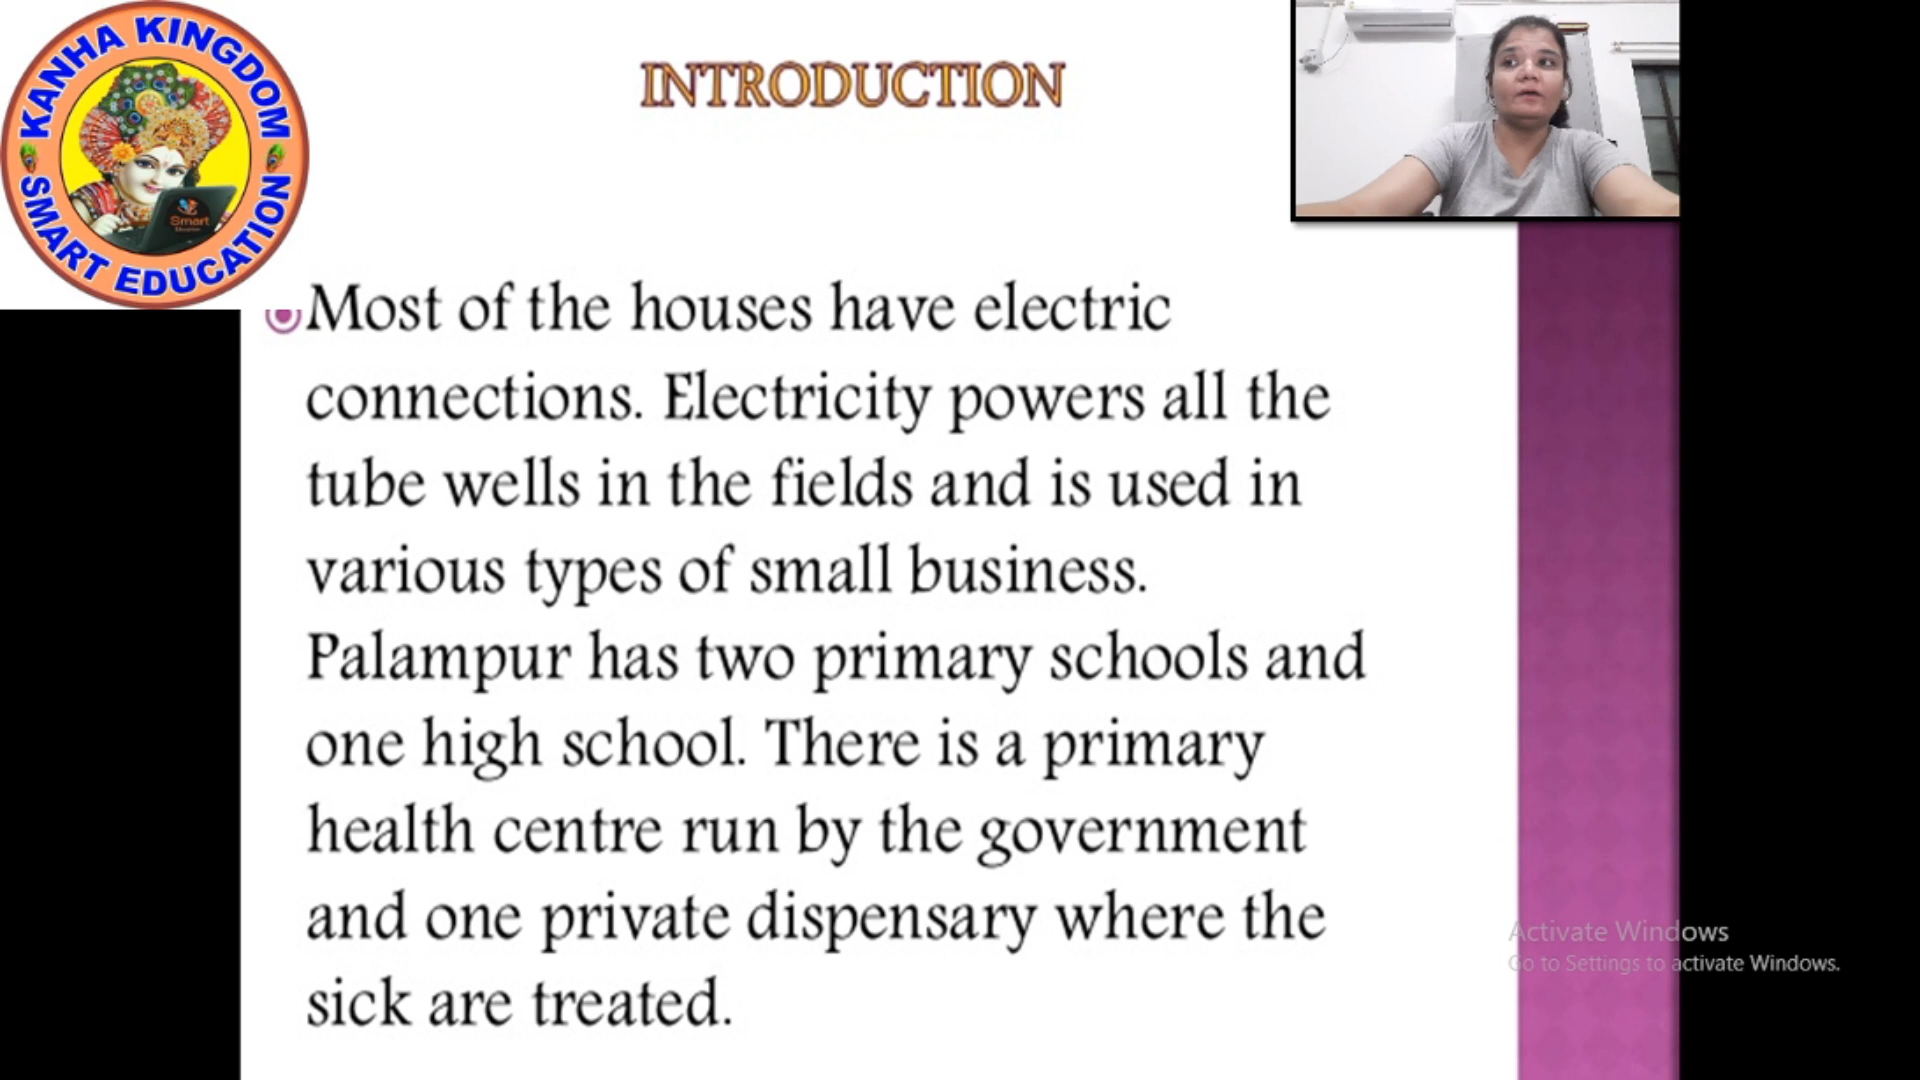 KANHA KINGDOM
SMART EDUCATION
Smart
INTRODUCTION
Most of the houses have electric
connections. Electricity powers all the
tube wells in the fields and is used in
various types of small business.
Palampur has two primary schools and
one high school. There is a primary
health centre run by the government
and one private dispensary where the
sick are treated.
Activate Windows
Go to Settings to activate Windows.